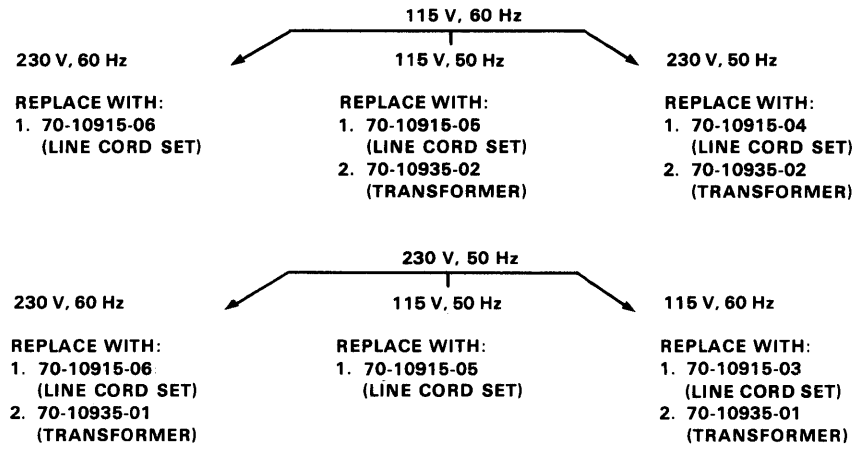 115 V, 60 Hz
230 V, 60 Hz
REPLACE WITH:
1. 70-10915-06
(LINE CORD SET)
115 V, 50 Hz
REPLACE WITH:
1. 70-10915-05
(LINE CORD SET)
2. 70-10935-02
(TRANSFORMER)
230 V, 50 Hz
REPLACE WITH:
1. 70-10915-04
(LINE CORD SET)
2. 70-10935-02
(TRANSFORMER)
230 V, 50 Hz
230 V, 60 Hz
REPLACE WITH:
1. 70-10915-06
(LINE CORD SET)
2. 70-10935-01
(TRANSFORMER)
115 V, 50 Hz
REPLACE WITH:
1. 70-10915-05
(LINE CORD SET)
115 V, 60 Hz
REPLACE WITH:
1. 70-10915-03
(LINE CORD SET)
2. 70-10935-01
(TRANSFORMER)